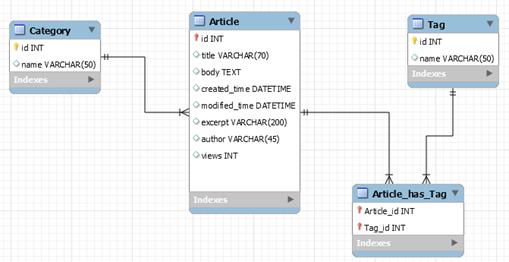 Category
id INT
name VARCHAR(50)
Indexes
Article
id INT
title VARCHAR(70)
body TEXT
created_time DATETIME
modified_time DATETIME
excerpt VARCHAR(200)
author VARCHAR(45)
views INT
Indexes
Tag
id INT
name VARCHAR(50)
Indexes
Article_has_Tag
Article_id INT
Tag_id INT
Indexes